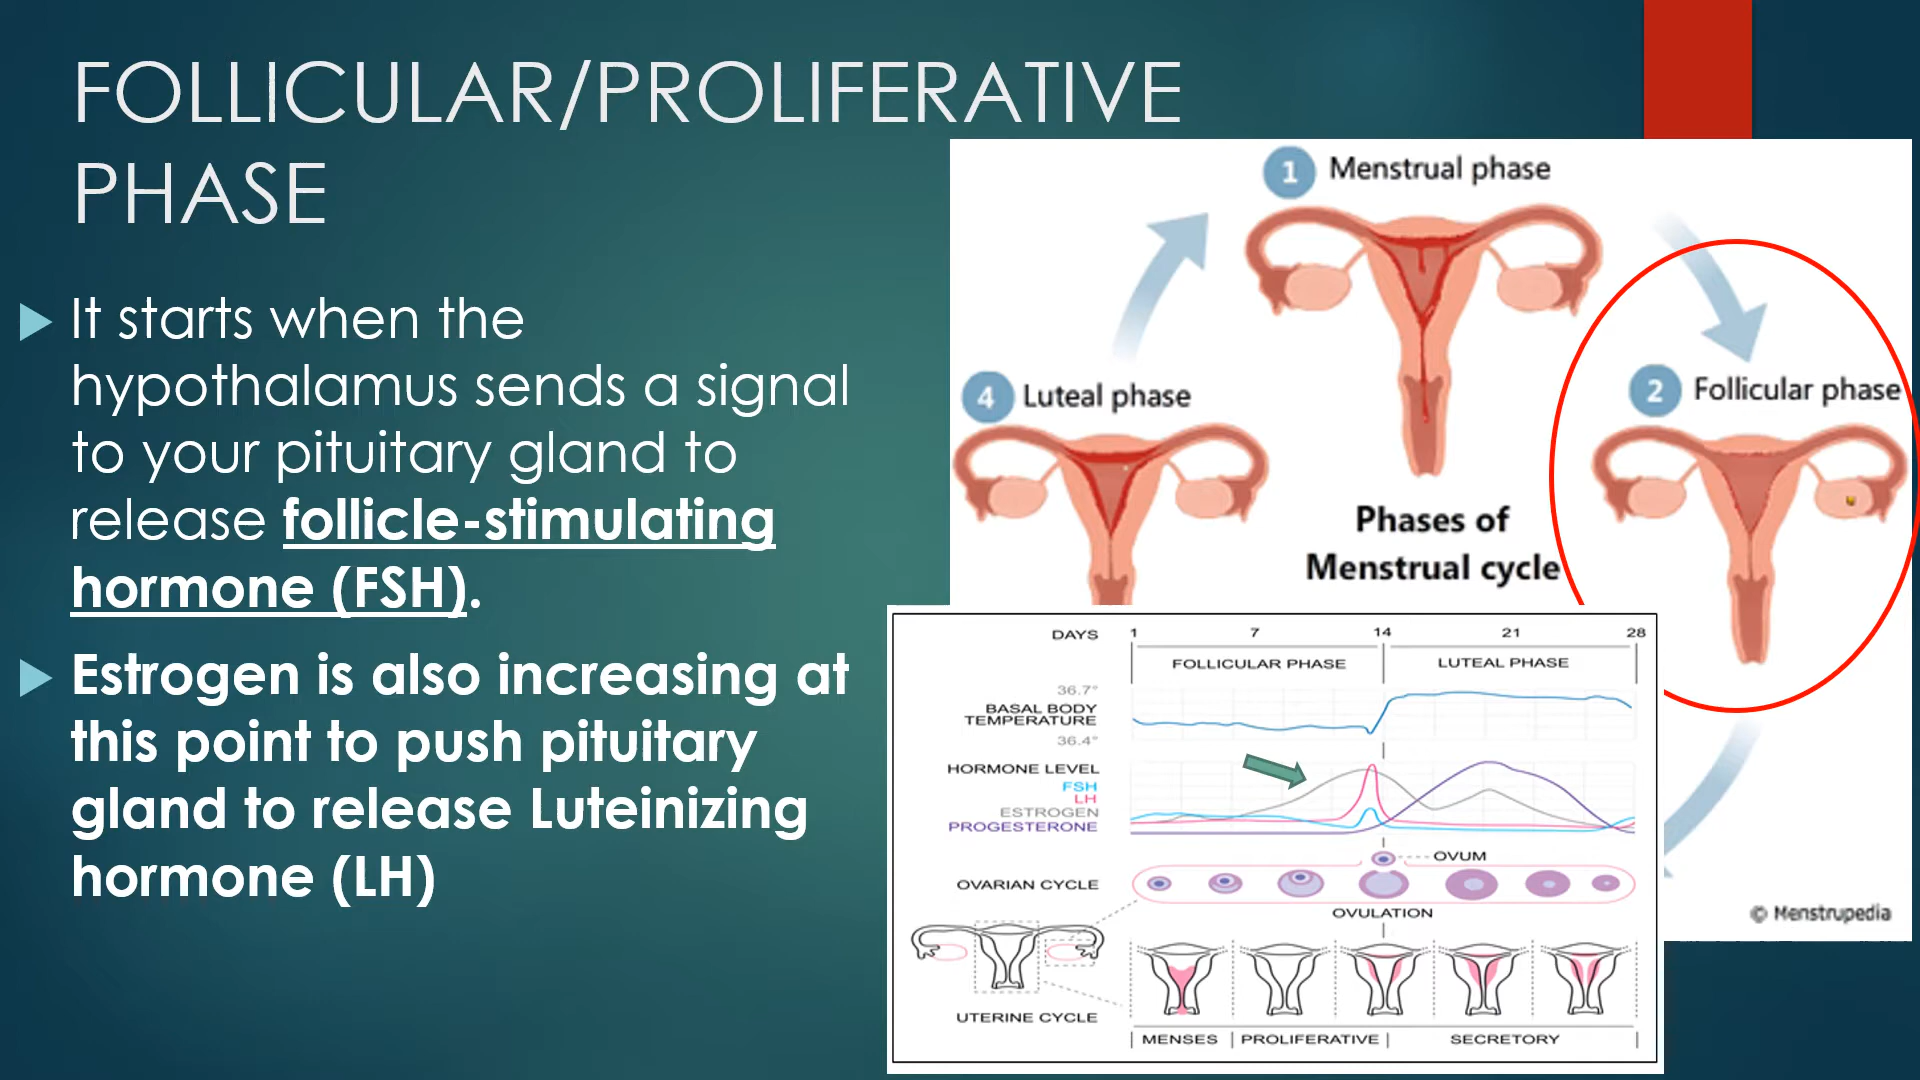 FOLLICULAR/PROLIFERATIVE
PHASE
It starts when the
hypothalamus sends a signal
to your pituitary gland to
release follicle-stimulating
hormone (FSH).
Estrogen is also increasing at
this point to push pituitary
gland to release Luteinizing
hormone (LH)
1 Menstrual phase
2 Follicular phase
4 Luteal phase
Phases of
Menstrual cycle
© Menstrupedia
DAYS 1 7 14 21 28
FOLLICULAR PHASE LUTEAL PHASE
36.7°
BASAL BODY
TEMPERATURE
36.4°
HORMONE LEVEL
FSH
LH
ESTROGEN
PROGESTERONE
OVUM
OVARIAN CYCLE
OVULATION
UTERINE CYCLE
MENSES PROLIFERATIVE SECRETORY